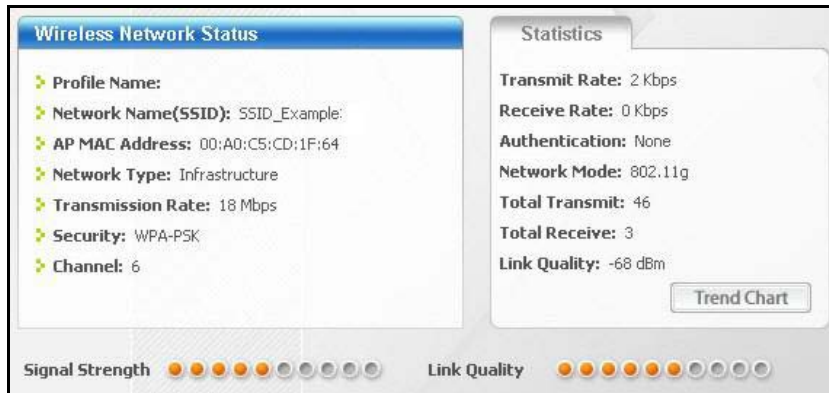 Wireless Network Status
Profile Name:
Network Name(SSID): SSID_Example
AP MAC Address: 00:A0:C5:CD:1F:64
Network Type: Infrastructure
Transmission Rate: 18 Mbps
Security: WPA-PSK
Channel: 6
Statistics
Transmit Rate: 2 Kbps
Receive Rate: 0 Kbps
Authentication: None
Network Mode: 802.11g
Total Transmit: 46
Total Receive: 3
Link Quality: -68 dBm
Trend Chart
Signal Strength
Link Quality